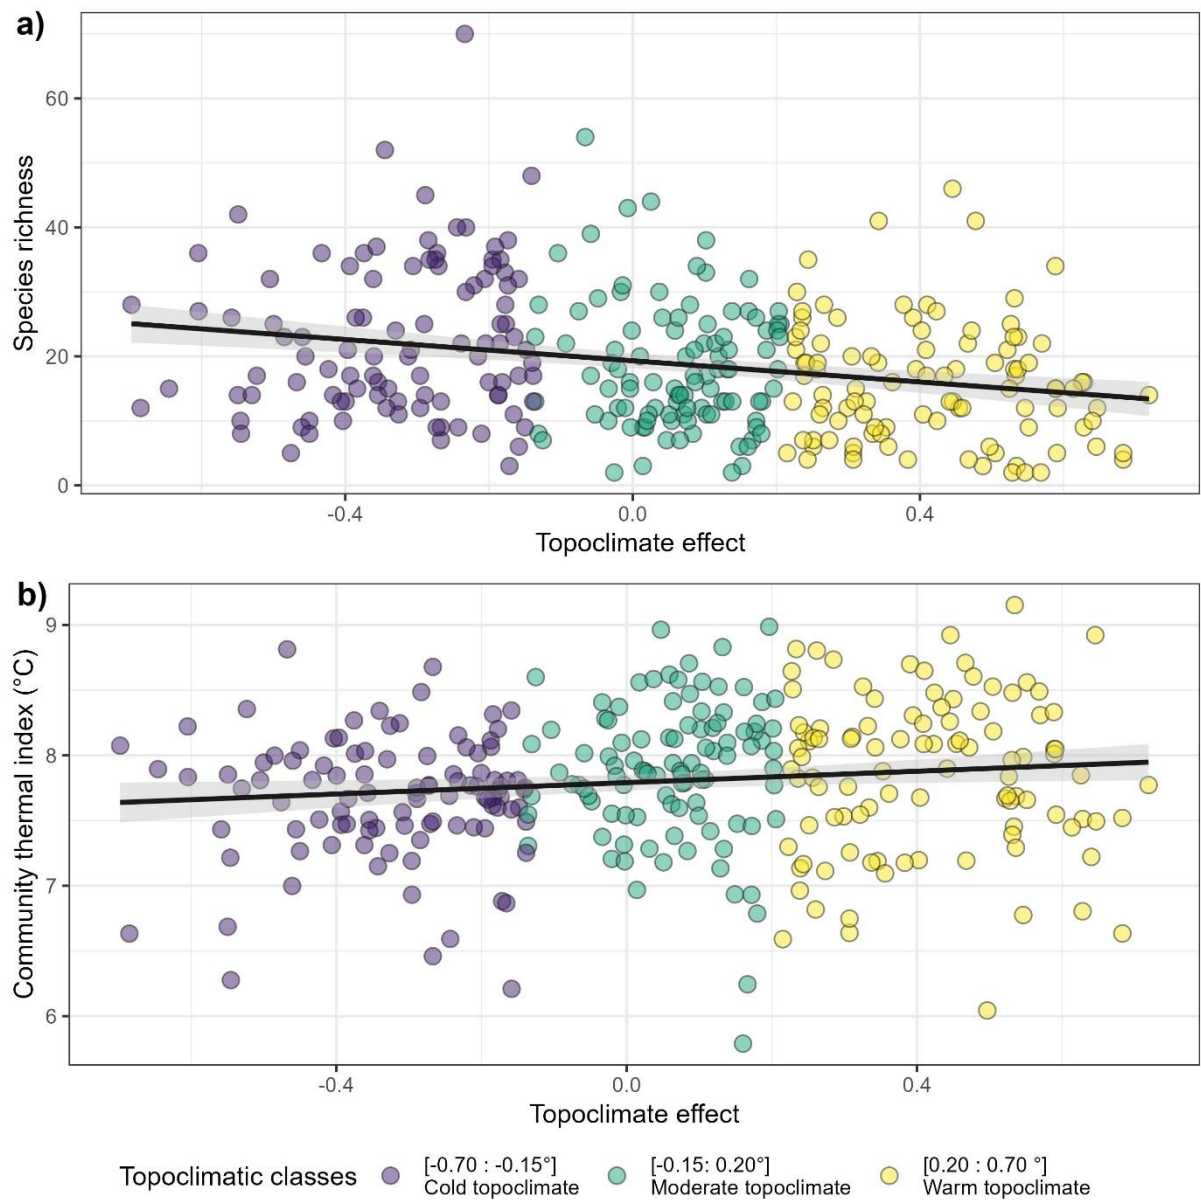 a)
60
40
20
0
Species richness
-0.4
0.0
0.4
Topoclimate effect
b)
9
8
7
6
Community thermal index (°C)
-0.4
0.0
0.4
Topoclimate effect
Topoclimatic classes
[-0.70 : -0.15°]
Cold topoclimate
[-0.15: 0.20°]
Moderate topoclimate
[0.20 : 0.70 °]
Warm topoclimate